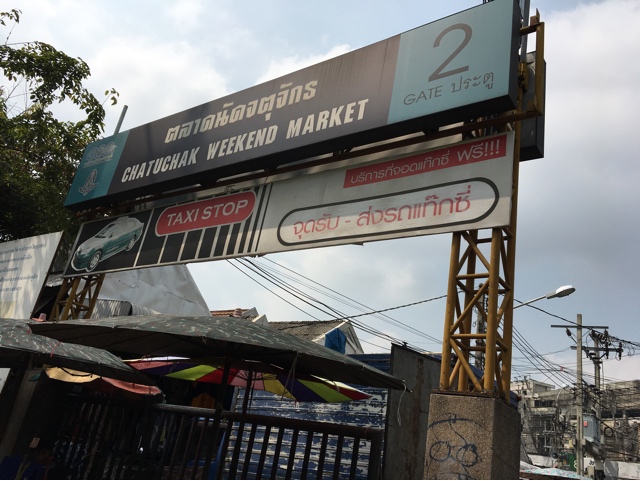 2
GATE ประตู
ตลาดนัดจตุจักร
CHATUCHAK WEEKEND MARKET
บริการที่จอดแท๊กซี่ ฟรี!!!
TAXI STOP
จุดรับ - ส่งรถแท๊กซี่